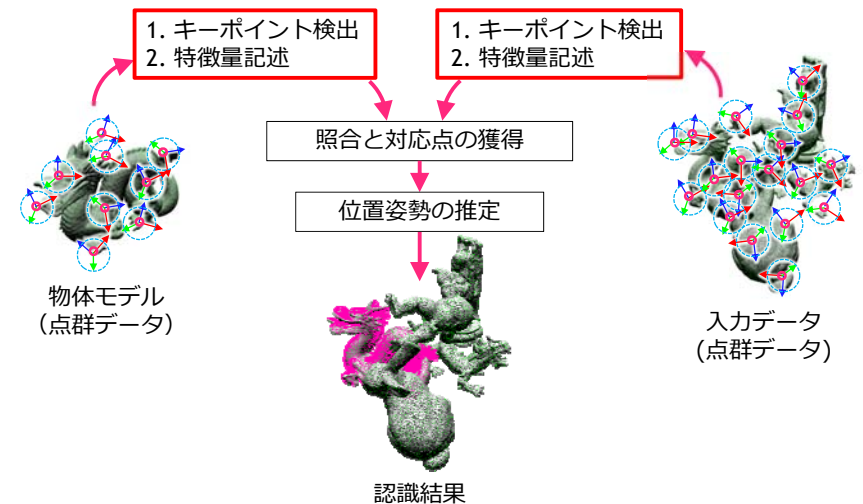 1. キーポイント検出
2. 特徴量記述
1. キーポイント検出
2. 特徴量記述
照合と対応点の獲得
位置姿勢の推定
物体モデル
（点群データ）
入力データ
(点群データ)
認識結果